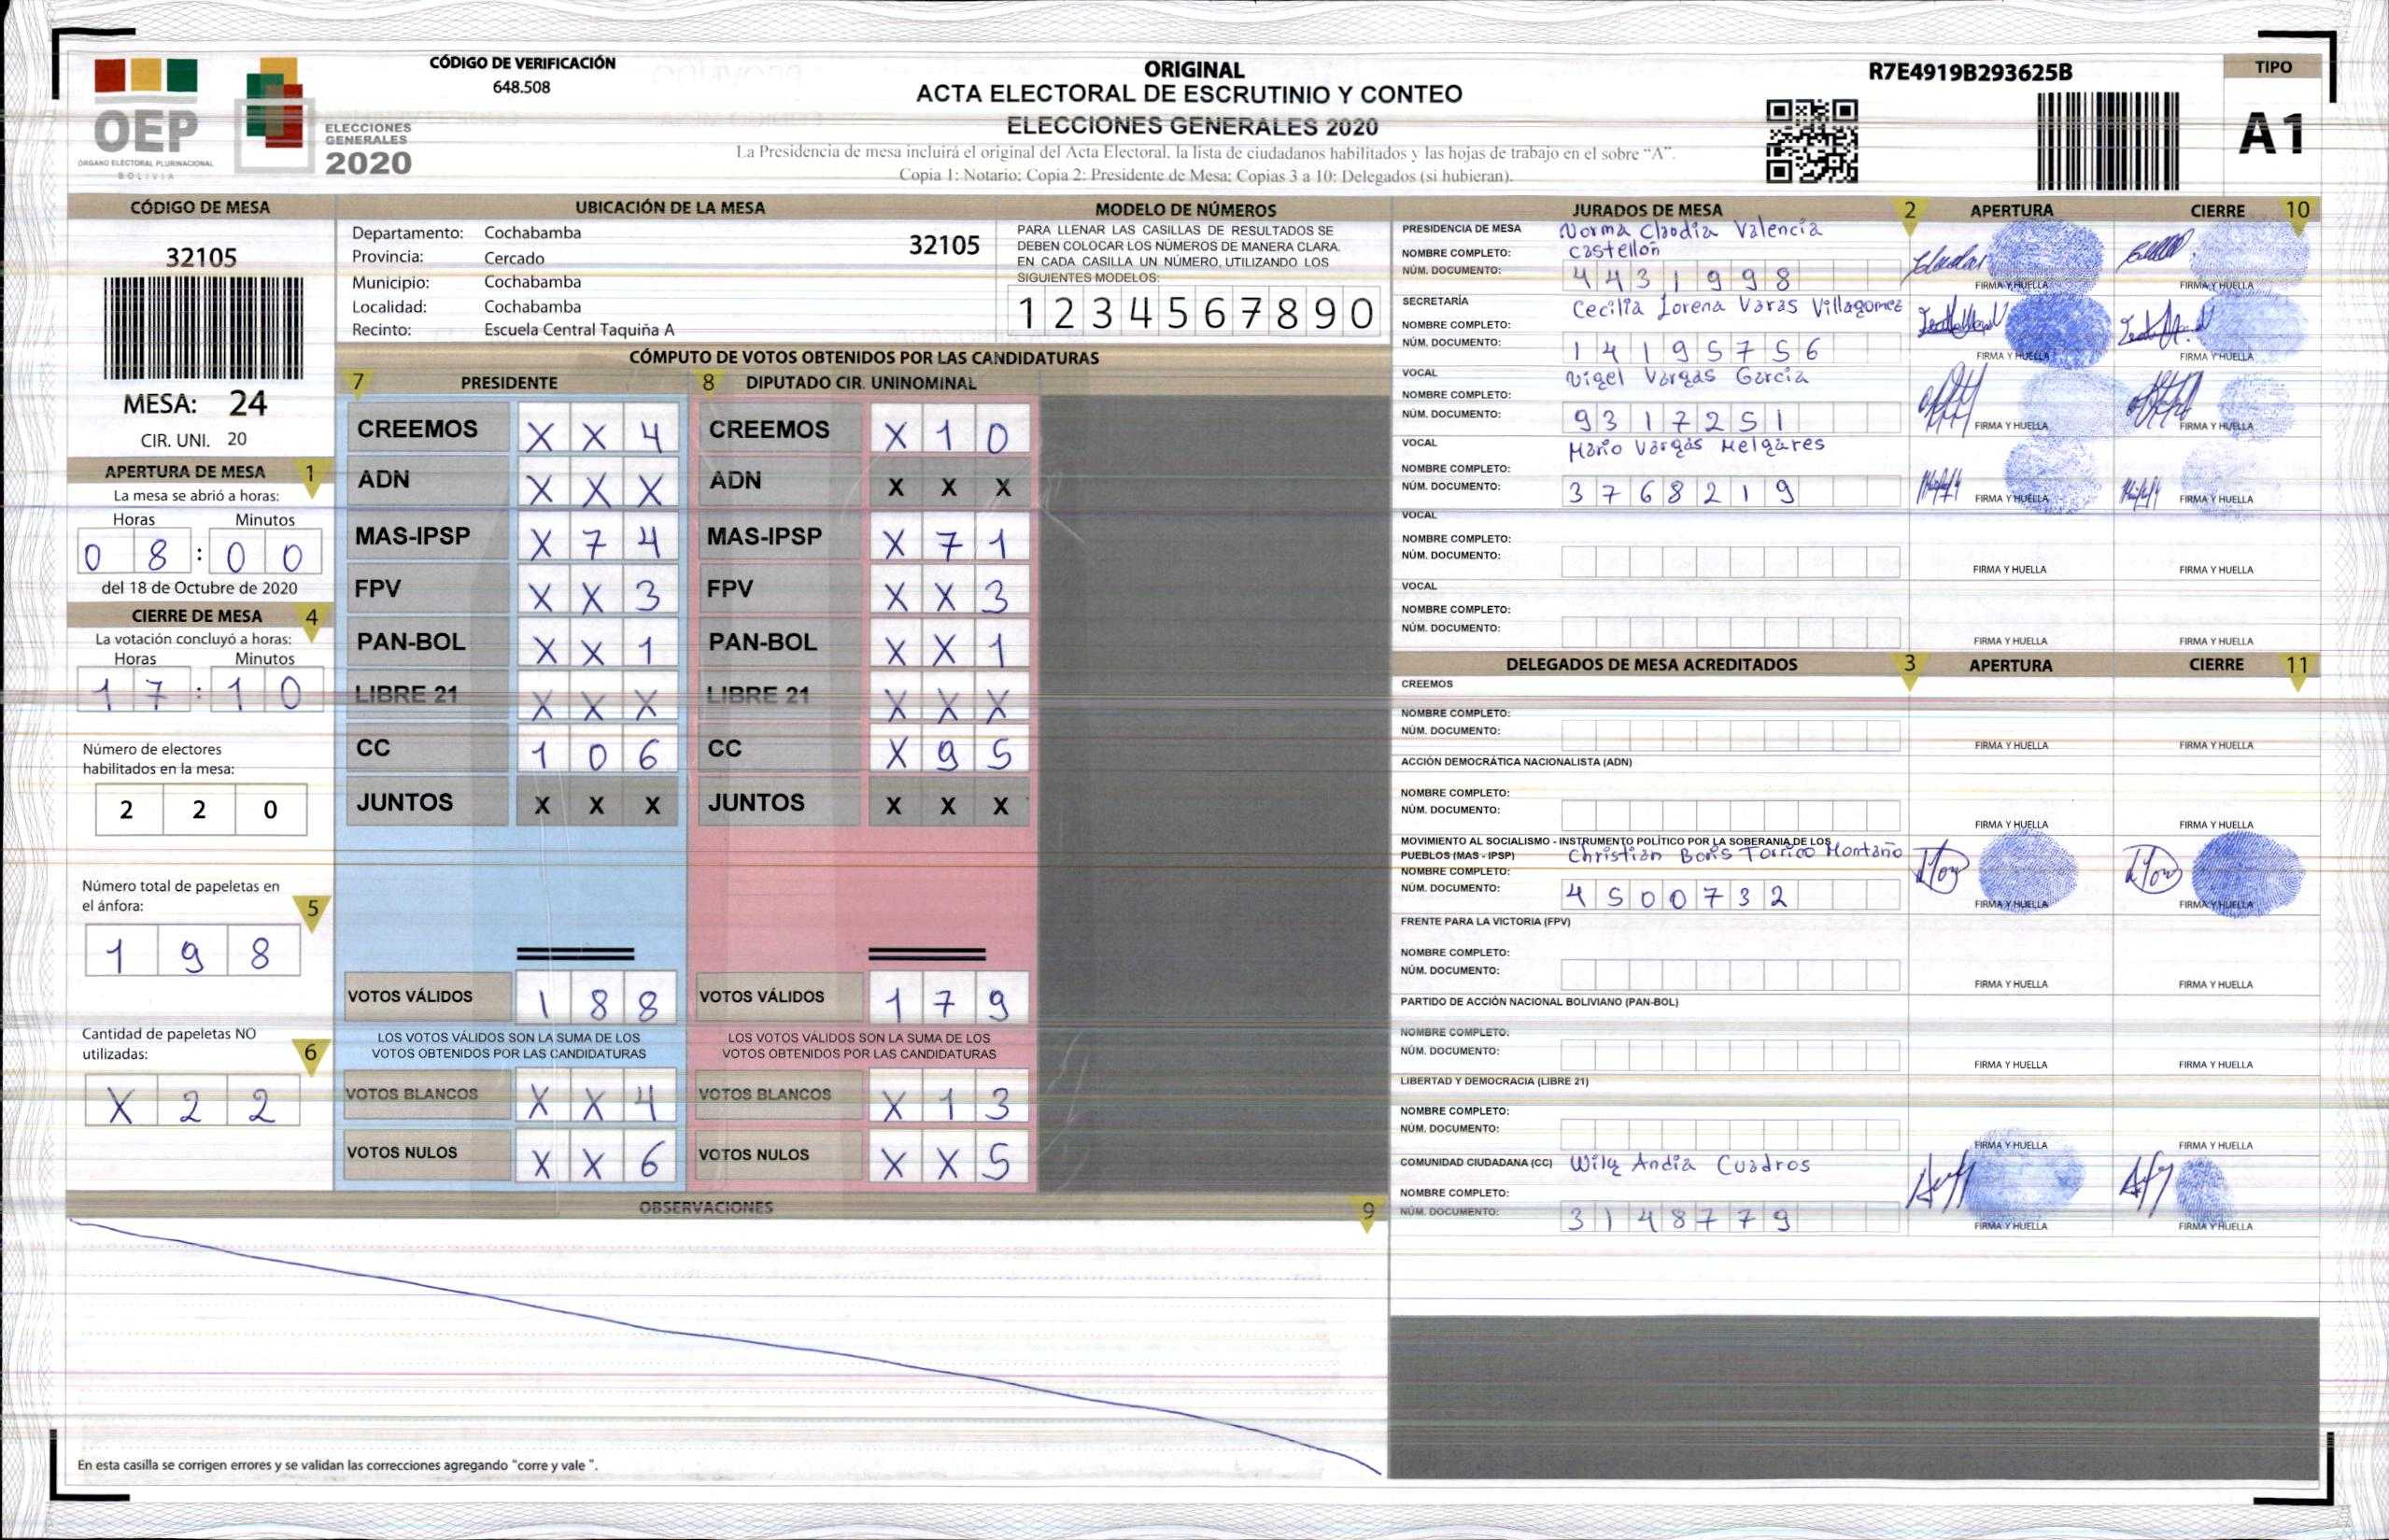 CÓDIGO DE VERIFICACIÓN
648.508
OEP
ÓRGANO ELECTORAL PLURINACIONAL
BOLIVIA
ELECCIONES
GENERALES
2020
ORIGINAL
ACTA ELECTORAL DE ESCRUTINIO Y CONTEO
ELECCIONES GENERALES 2020
La Presidencia de mesa incluirá el original del Acta Electoral, la lista de ciudadanos habilitados y las hojas de trabajo en el sobre "A".
Copia 1: Notario; Copia 2: Presidente de Mesa; Copias 3 a 10: Delegados (si hubieran).
R7E4919B293625B
TIPO
A1
CÓDIGO DE MESA
32105
MESA: 24
CIR. UNI. 20
APERTURA DE MESA 1
La mesa se abrió a horas:
Horas Minutos
0 8 : 0 0
del 18 de Octubre de 2020
CIERRE DE MESA 4
La votación concluyó a horas:
Horas Minutos
1 7 : 1 0
Número de electores
habilitados en la mesa:
2 2 0
Número total de papeletas en
el ánfora: 5
1 9 8
Cantidad de papeletas NO
utilizadas: 6
X 2 2
UBICACIÓN DE LA MESA
Departamento: Cochabamba 32105
Provincia: Cercado
Municipio: Cochabamba
Localidad: Cochabamba
Recinto: Escuela Central Taquiña A
MODELO DE NÚMEROS
PARA LLENAR LAS CASILLAS DE RESULTADOS SE
DEBEN COLOCAR LOS NÚMEROS DE MANERA CLARA.
EN CADA CASILLA UN NÚMERO, UTILIZANDO LOS
SIGUIENTES MODELOS:
1 2 3 4 5 6 7 8 9 0
CÓMPUTO DE VOTOS OBTENIDOS POR LAS CANDIDATURAS
7 PRESIDENTE 8 DIPUTADO CIR. UNINOMINAL
CREEMOS X X 4 CREEMOS X 1 0
ADN X X X ADN X X X
MAS-IPSP X 7 4 MAS-IPSP X 7 1
FPV X X 3 FPV X X 3
PAN-BOL X X 1 PAN-BOL X X 1
LIBRE 21 X X X LIBRE 21 X X X
CC 1 0 6 CC X 9 5
JUNTOS X X X JUNTOS X X X
VOTOS VÁLIDOS 1 8 8 VOTOS VÁLIDOS 1 7 9
LOS VOTOS VÁLIDOS SON LA SUMA DE LOS LOS VOTOS VÁLIDOS SON LA SUMA DE LOS
VOTOS OBTENIDOS POR LAS CANDIDATURAS VOTOS OBTENIDOS POR LAS CANDIDATURAS
VOTOS BLANCOS X X 4 VOTOS BLANCOS X 1 3
VOTOS NULOS X X 6 VOTOS NULOS X X 5
OBSERVACIONES 9
En esta casilla se corrigen errores y se validan las correcciones agregando "corre y vale ".
JURADOS DE MESA 2 APERTURA CIERRE 10
PRESIDENCIA DE MESA Norma Claudia Valencia
NOMBRE COMPLETO: Castellón
NÚM. DOCUMENTO: 4 4 3 1 9 9 8 FIRMA Y HUELLA FIRMA Y HUELLA
SECRETARÍA Cecilia Lorena Varas Villagomez
NOMBRE COMPLETO:
NÚM. DOCUMENTO: 1 4 1 9 5 7 5 6 FIRMA Y HUELLA FIRMA Y HUELLA
VOCAL Nigel Vargas Garcia
NOMBRE COMPLETO:
NÚM. DOCUMENTO: 9 3 1 7 2 5 1 FIRMA Y HUELLA FIRMA Y HUELLA
VOCAL Mario Vargas Melgares
NOMBRE COMPLETO:
NÚM. DOCUMENTO: 3 7 6 8 2 1 9 FIRMA Y HUELLA FIRMA Y HUELLA
VOCAL
NOMBRE COMPLETO:
NÚM. DOCUMENTO: FIRMA Y HUELLA FIRMA Y HUELLA
VOCAL
NOMBRE COMPLETO:
NÚM. DOCUMENTO: FIRMA Y HUELLA FIRMA Y HUELLA
DELEGADOS DE MESA ACREDITADOS 3 APERTURA CIERRE 11
CREEMOS
NOMBRE COMPLETO:
NÚM. DOCUMENTO: FIRMA Y HUELLA FIRMA Y HUELLA
ACCIÓN DEMOCRÁTICA NACIONALISTA (ADN)
NOMBRE COMPLETO:
NÚM. DOCUMENTO: FIRMA Y HUELLA FIRMA Y HUELLA
MOVIMIENTO AL SOCIALISMO - INSTRUMENTO POLÍTICO POR LA SOBERANIA DE LOS
PUEBLOS (MAS - IPSP) Christian Boris Torrico Montaño
NOMBRE COMPLETO:
NÚM. DOCUMENTO: 4 5 0 0 7 3 2 FIRMA Y HUELLA FIRMA Y HUELLA
FRENTE PARA LA VICTORIA (FPV)
NOMBRE COMPLETO:
NÚM. DOCUMENTO: FIRMA Y HUELLA FIRMA Y HUELLA
PARTIDO DE ACCIÓN NACIONAL BOLIVIANO (PAN-BOL)
NOMBRE COMPLETO:
NÚM. DOCUMENTO: FIRMA Y HUELLA FIRMA Y HUELLA
LIBERTAD Y DEMOCRACIA (LIBRE 21)
NOMBRE COMPLETO:
NÚM. DOCUMENTO: FIRMA Y HUELLA FIRMA Y HUELLA
COMUNIDAD CIUDADANA (CC) Wily Andia Cuadros
NOMBRE COMPLETO:
NÚM. DOCUMENTO: 3 1 4 8 7 7 9 FIRMA Y HUELLA FIRMA Y HUELLA